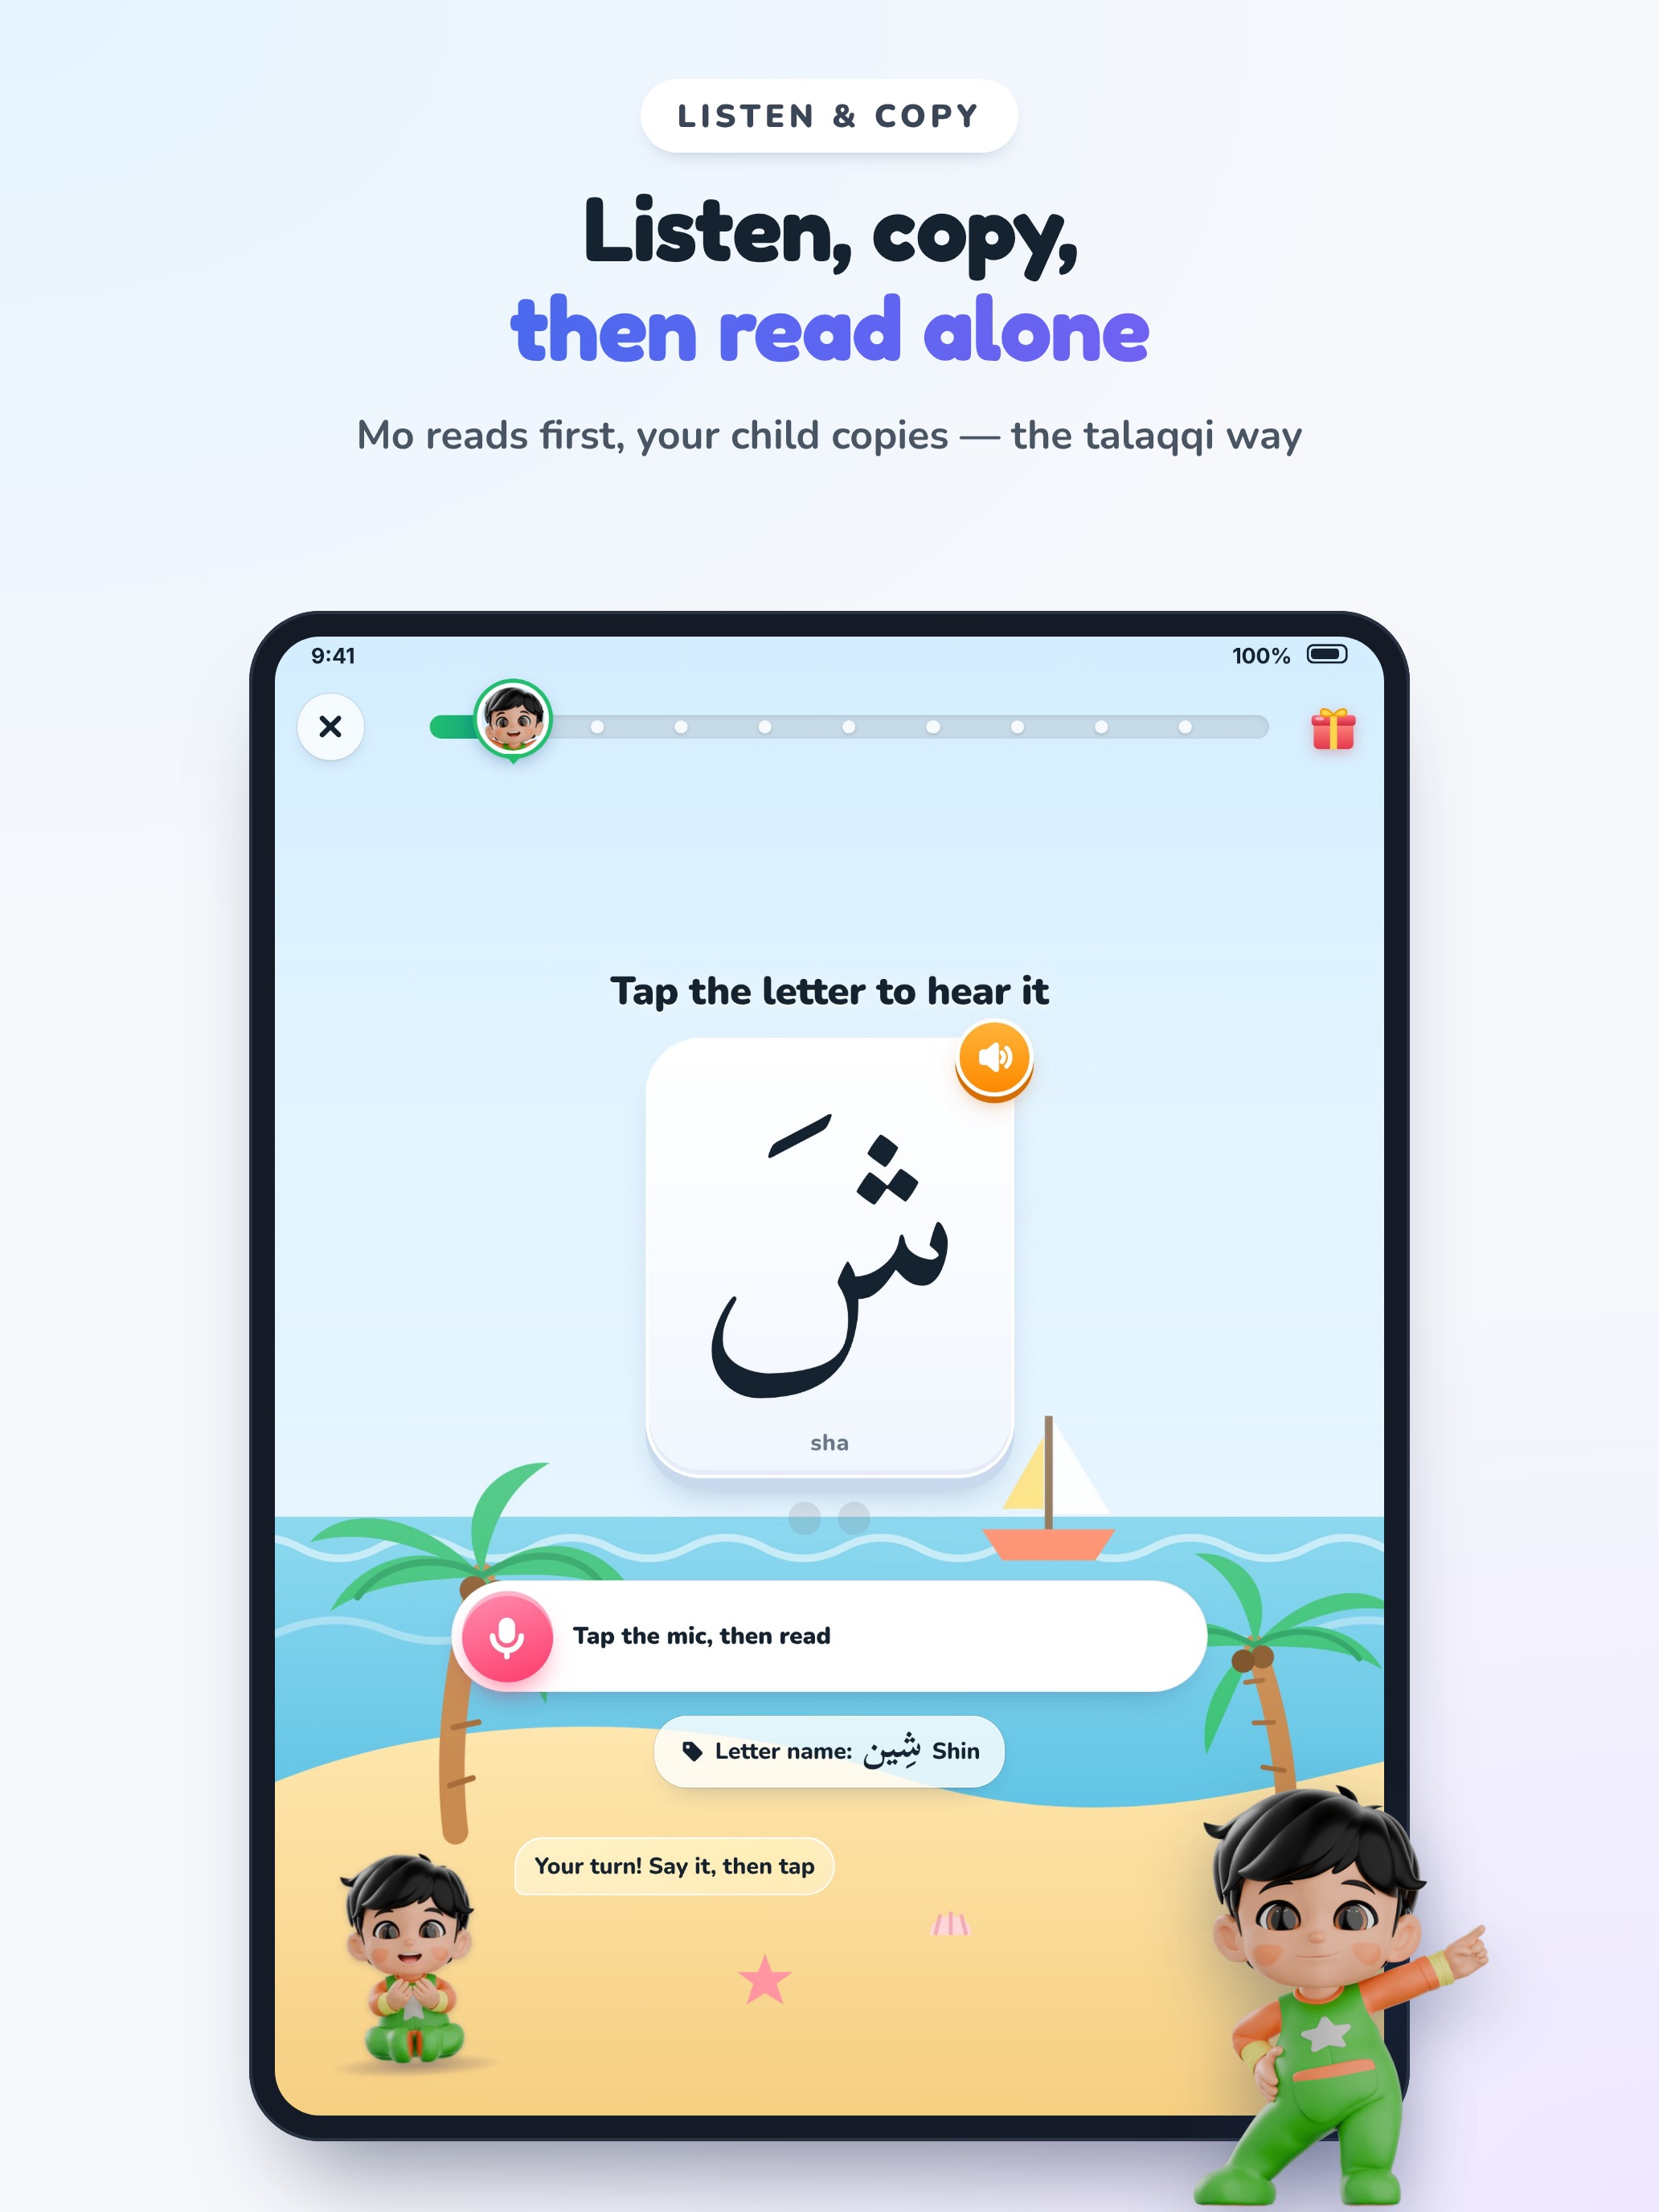 LISTEN & COPY
Listen, copy,
then read alone
Mo reads first, your child copies — the talaqqi way
9:41
100%
Tap the letter to hear it
شَ
sha
Tap the mic, then read
Letter name: شِين Shin
Your turn! Say it, then tap